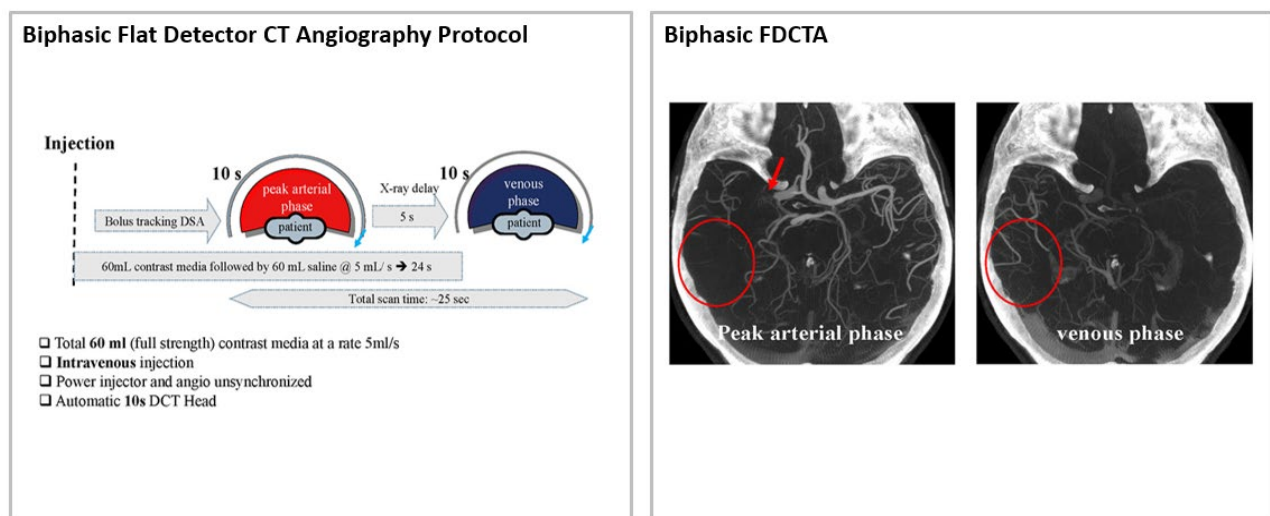 Biphasic Flat Detector CT Angiography Protocol
Injection
10 s
10 s
peak arterial
phase
X-ray delay
venous
phase
Bolus tracking DSA
patient
5 s
patient
60mL contrast media followed by 60 mL saline @ 5 mL/ s ➔ 24 s
Total scan time: ~25 sec
❑ Total 60 ml (full strength) contrast media at a rate 5ml/s
❑ Intravenous injection
❑ Power injector and angio unsynchronized
❑ Automatic 10s DCT Head
Biphasic FDCTA
Peak arterial phase
venous phase